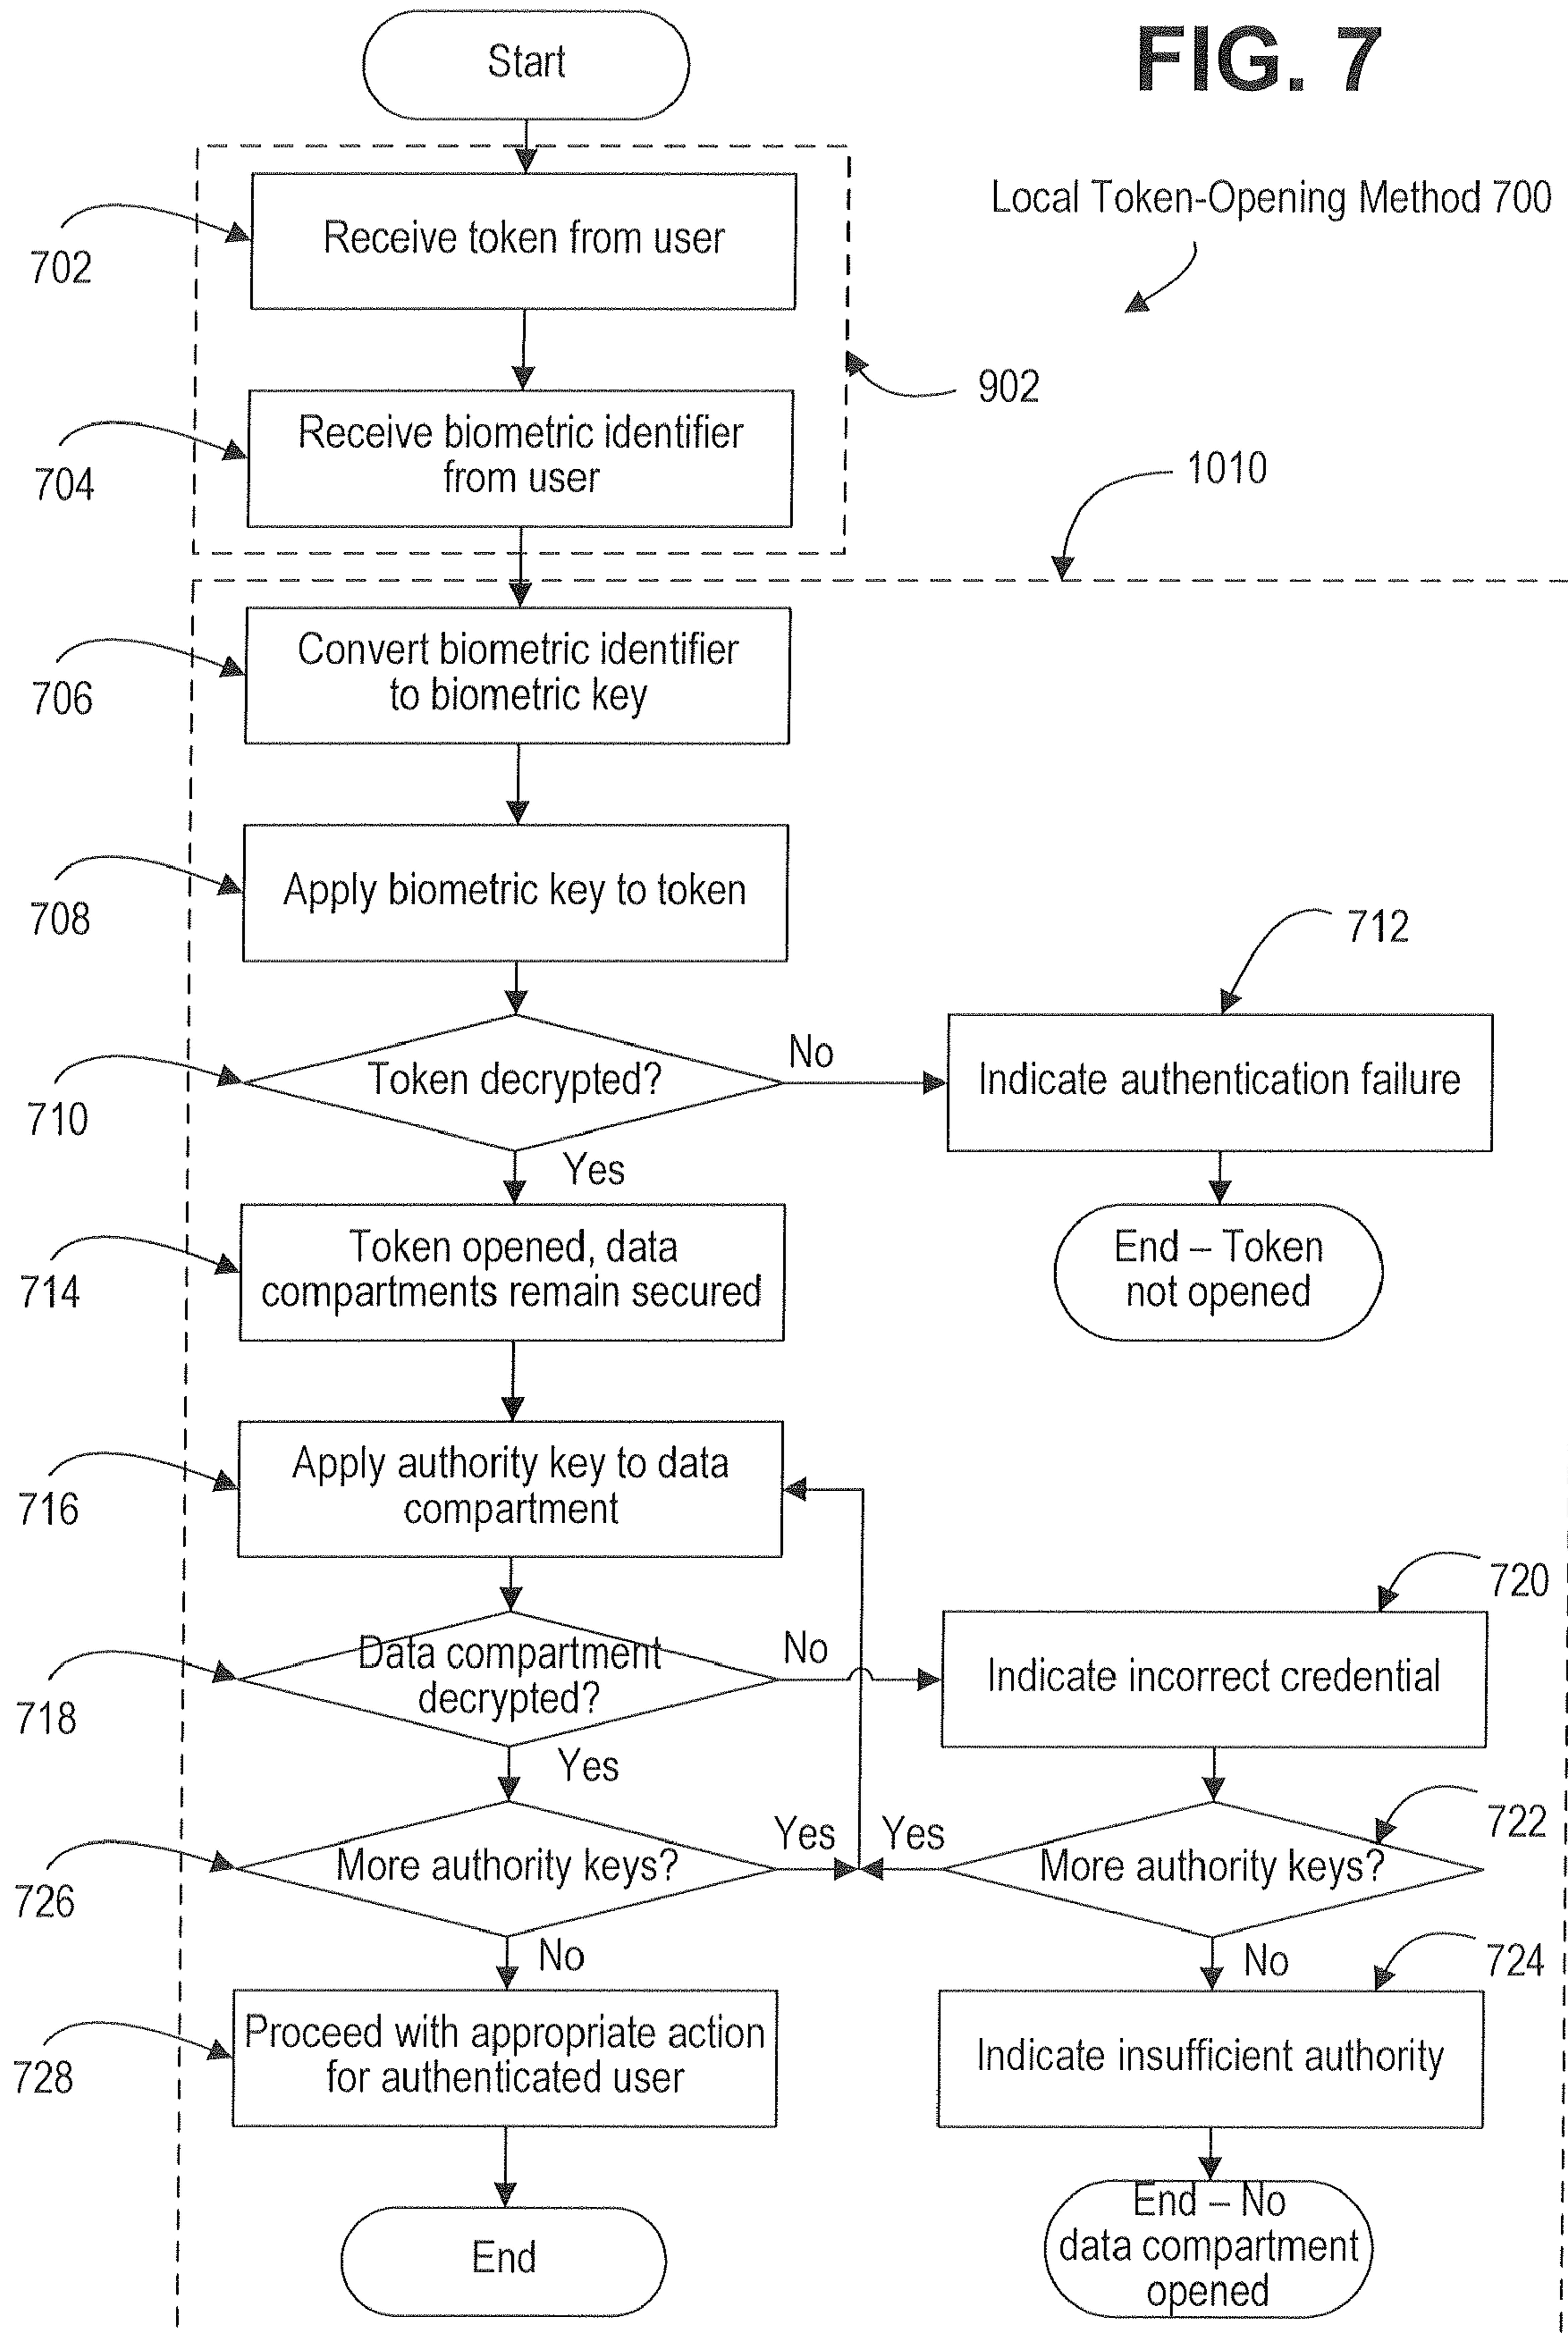 FIG. 7
Start
Local Token-Opening Method 700
702
Receive token from user
902
704
Receive biometric identifier
from user
1010
706
Convert biometric identifier
to biometric key
708
Apply biometric key to token
712
710
Token decrypted?
No
Indicate authentication failure
Yes
End – Token
not opened
714
Token opened, data
compartments remain secured
716
Apply authority key to data
compartment
720
718
Data compartment
decrypted?
No
Indicate incorrect credential
Yes
722
726
More authority keys?
Yes
Yes
More authority keys?
No
No
724
728
Proceed with appropriate action
for authenticated user
Indicate insufficient authority
End
End – No
data compartment
opened